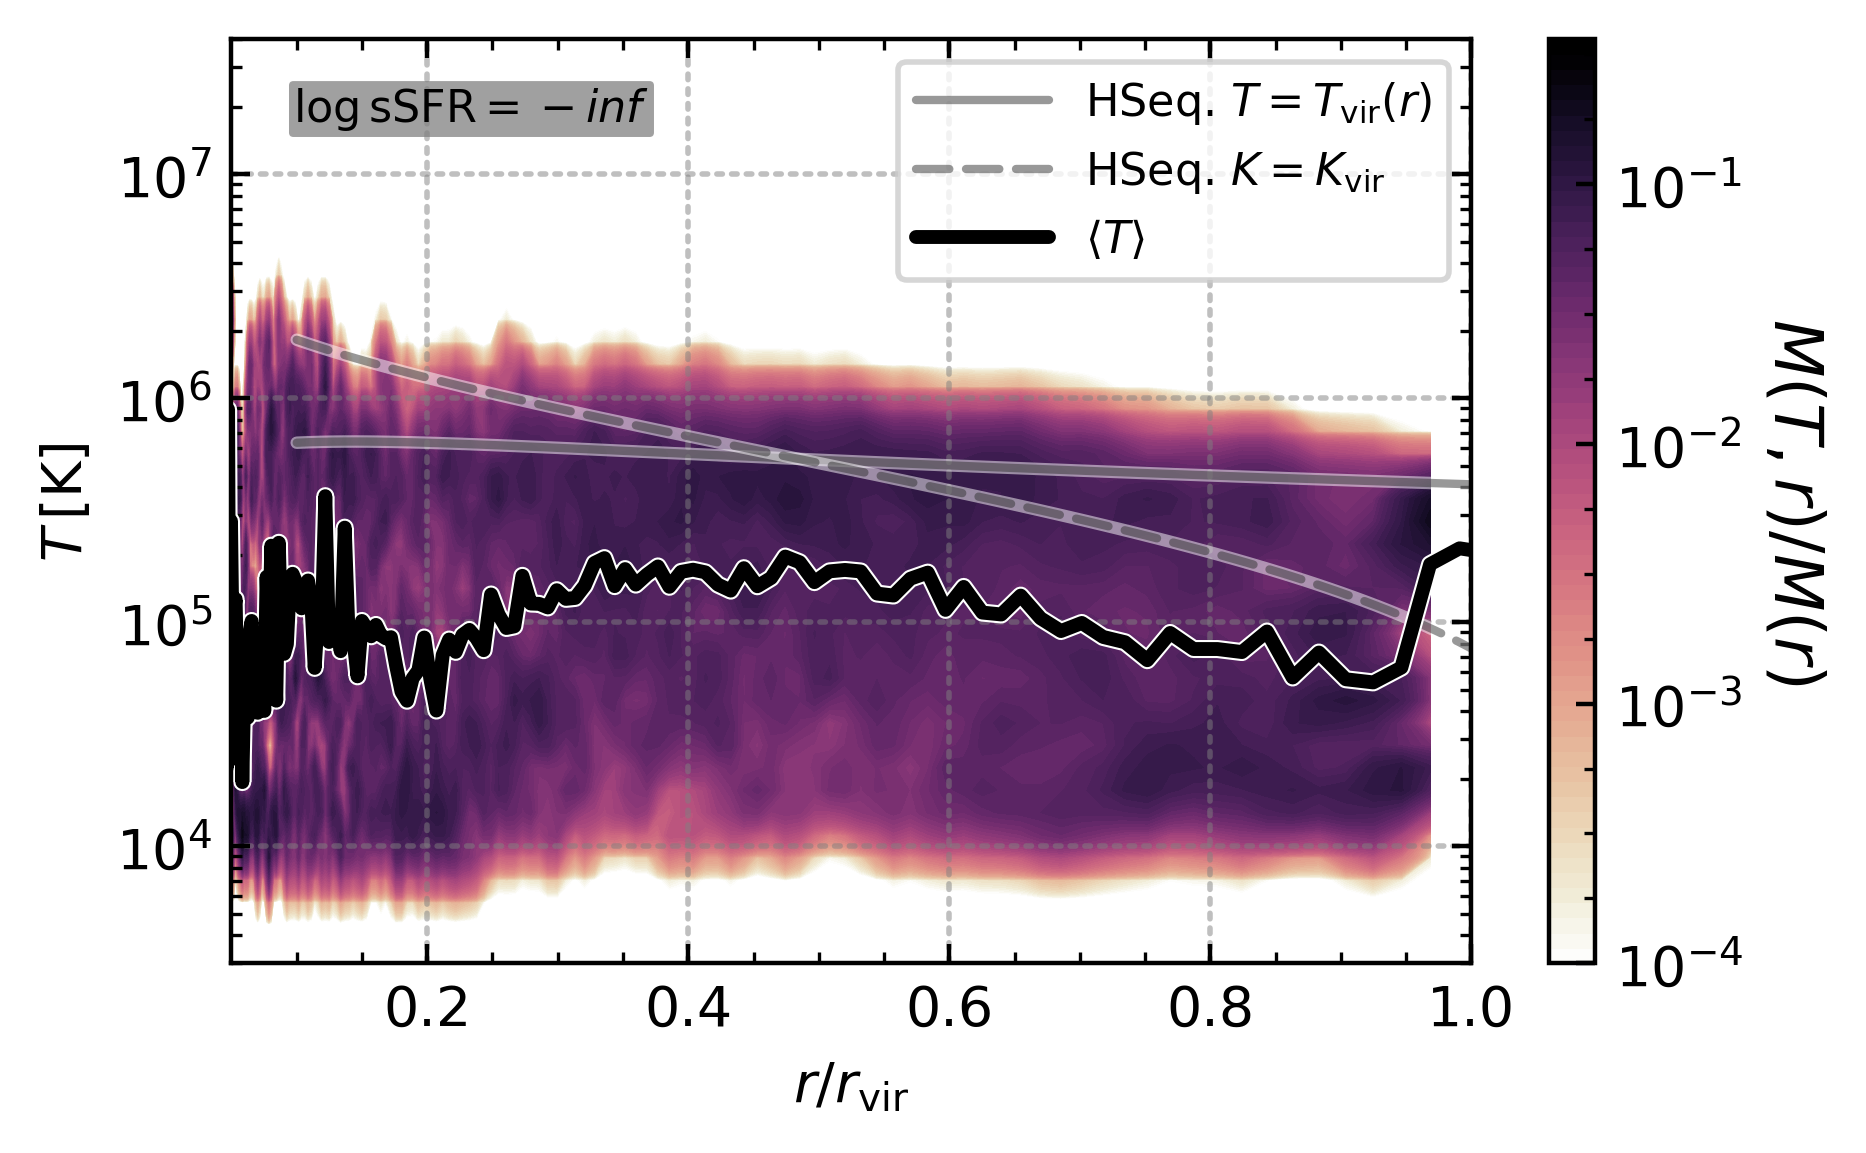 log sSFR = −inf
HSeq. T = T_vir(r)
HSeq. K = K_vir
⟨T⟩
10^7
10^6
10^5
10^4
T [K]
0.2 0.4 0.6 0.8 1.0
r/r_vir
10^−1
10^−2
10^−3
10^−4
M(T, r)/M(r)